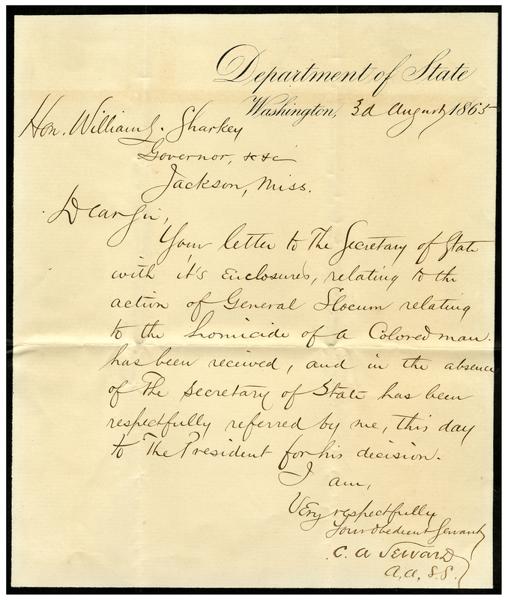 Department of State
Washington, 3d August 1865
Hon. William L. Sharkey
Governor, &c &c
Jackson, Miss.
Dear Sir,
Your letter to The Secretary of State
with it's enclosures, relating to the
action of General Slocum relating
to the homicide of a Colored man.
has been received, and in the absence
of The Secretary of State has been
respectfully referred by me, this day
to The President for his decision.
I am,
Very respectfully
Your obedient Servant
C. A Seward
A, A, S. S.